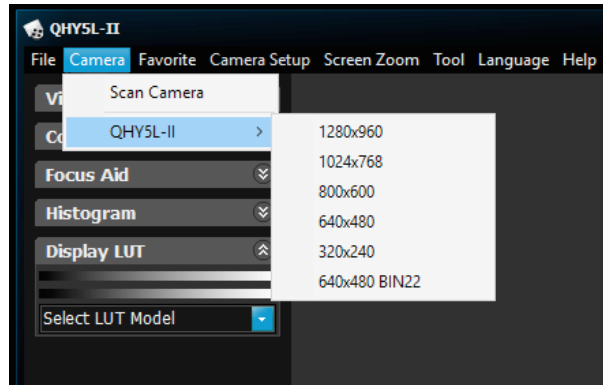 QHY5L-II
File Camera Favorite Camera Setup Screen Zoom Tool Language Help
Scan Camera
QHY5L-II
1280x960
1024x768
800x600
640x480
320x240
640x480 BIN22
Focus Aid
Histogram
Display LUT
Select LUT Model